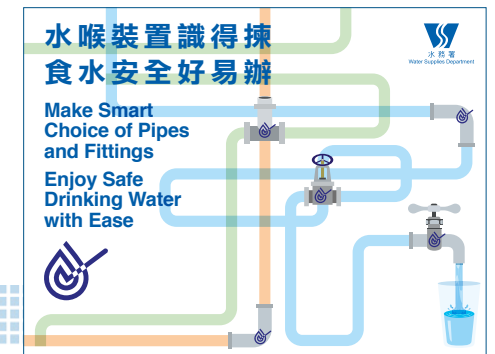 水喉裝置識得揀
食水安全好易辦
Make Smart
Choice of Pipes
and Fittings
Enjoy Safe
Drinking Water
with Ease
水務署
Water Supplies Department